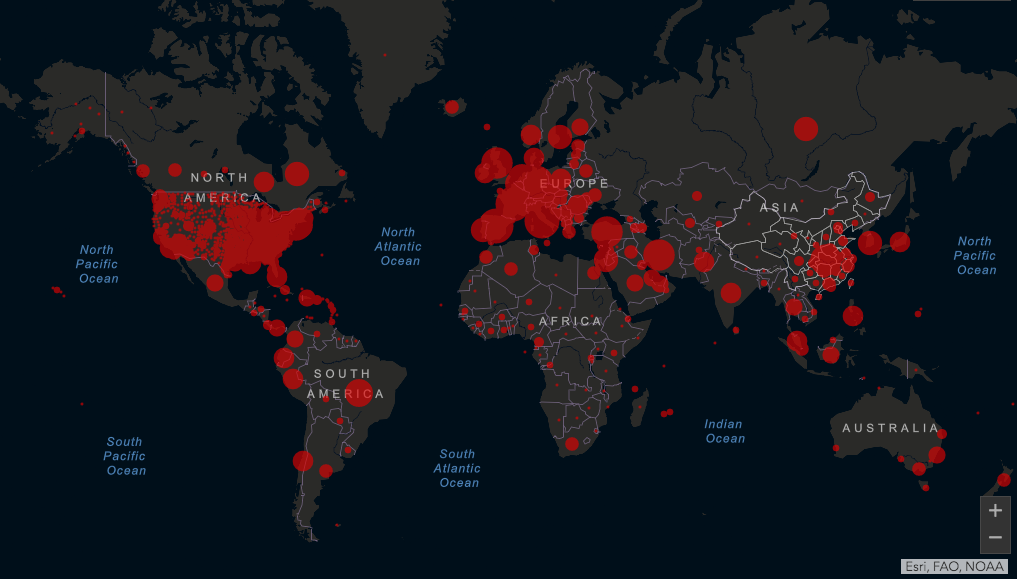 NORTH
AMERICA
EUROPE
ASIA
North
Pacific
Ocean
North
Atlantic
Ocean
North
Pacific
Ocean
AFRICA
SOUTH
AMERICA
AUSTRALIA
South
Pacific
Ocean
South
Atlantic
Ocean
Indian
Ocean
+
−
Esri, FAO, NOAA